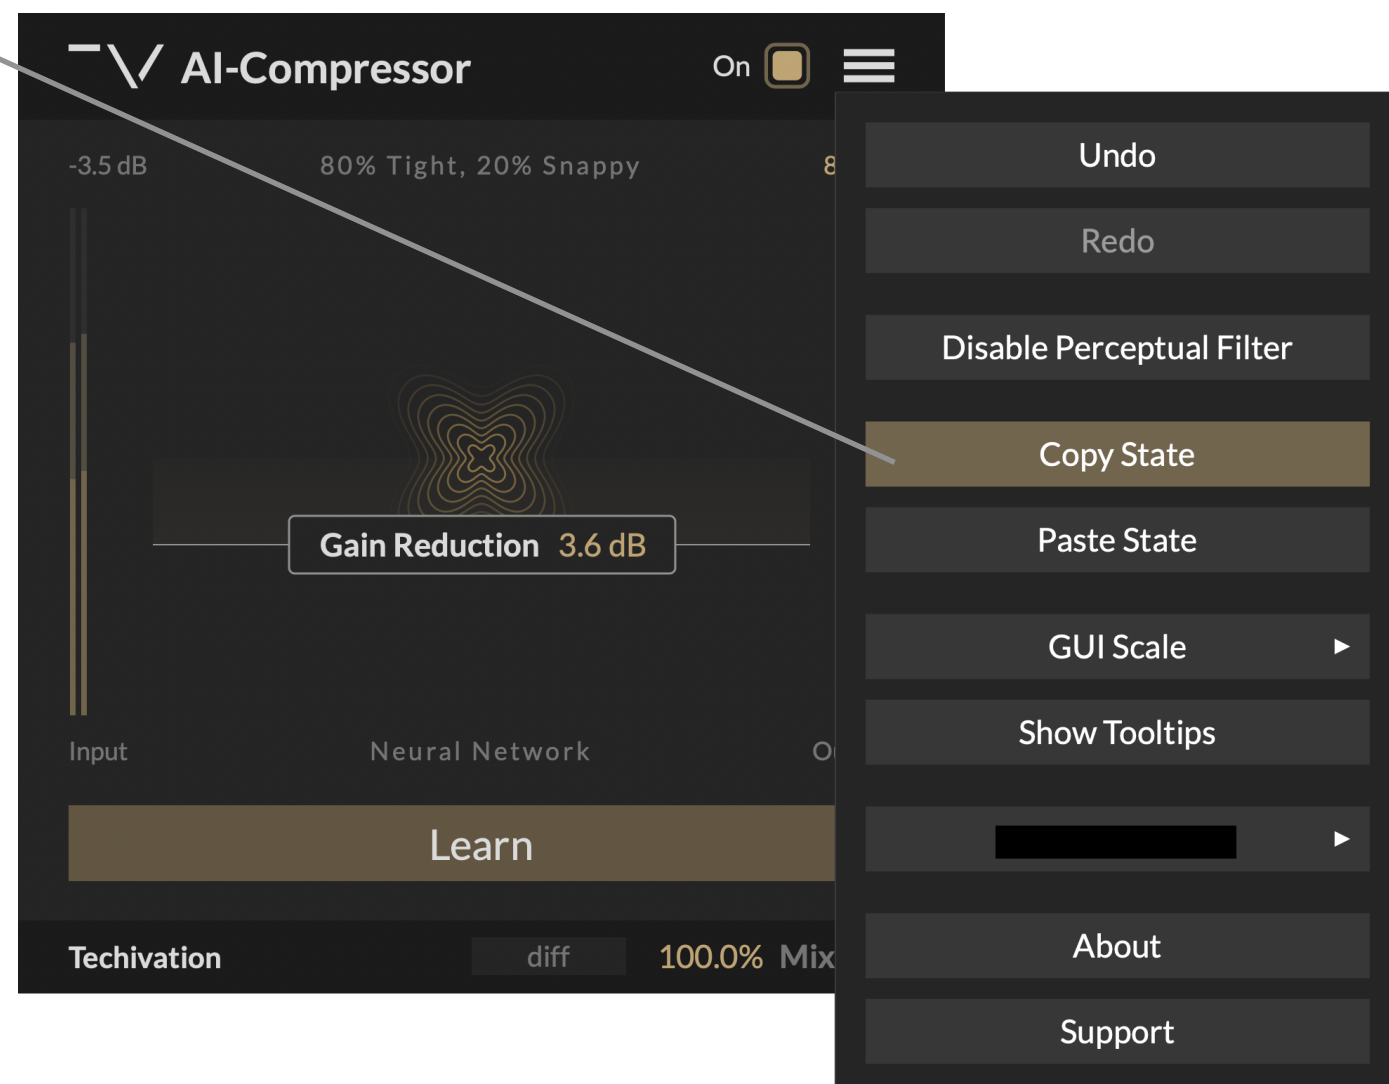 AI-Compressor
On
-3.5 dB
80% Tight, 20% Snappy
8
Gain Reduction 3.6 dB
Input
Neural Network
Learn
Techivation
diff
100.0% Mix
Undo
Redo
Disable Perceptual Filter
Copy State
Paste State
GUI Scale
Show Tooltips
About
Support